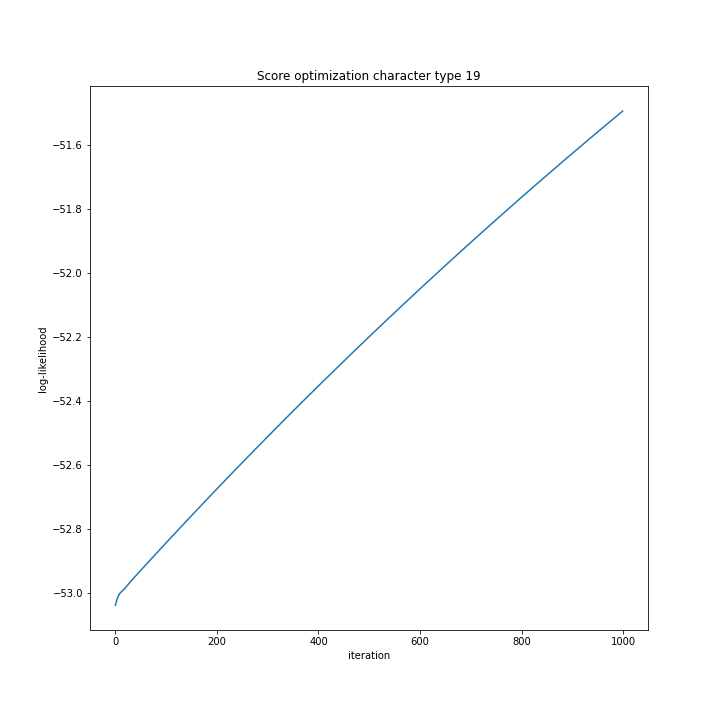 Score optimization character type 19
−51.6
−51.8
−52.0
−52.2
−52.4
−52.6
−52.8
−53.0
log-likelihood
0 200 400 600 800 1000
iteration